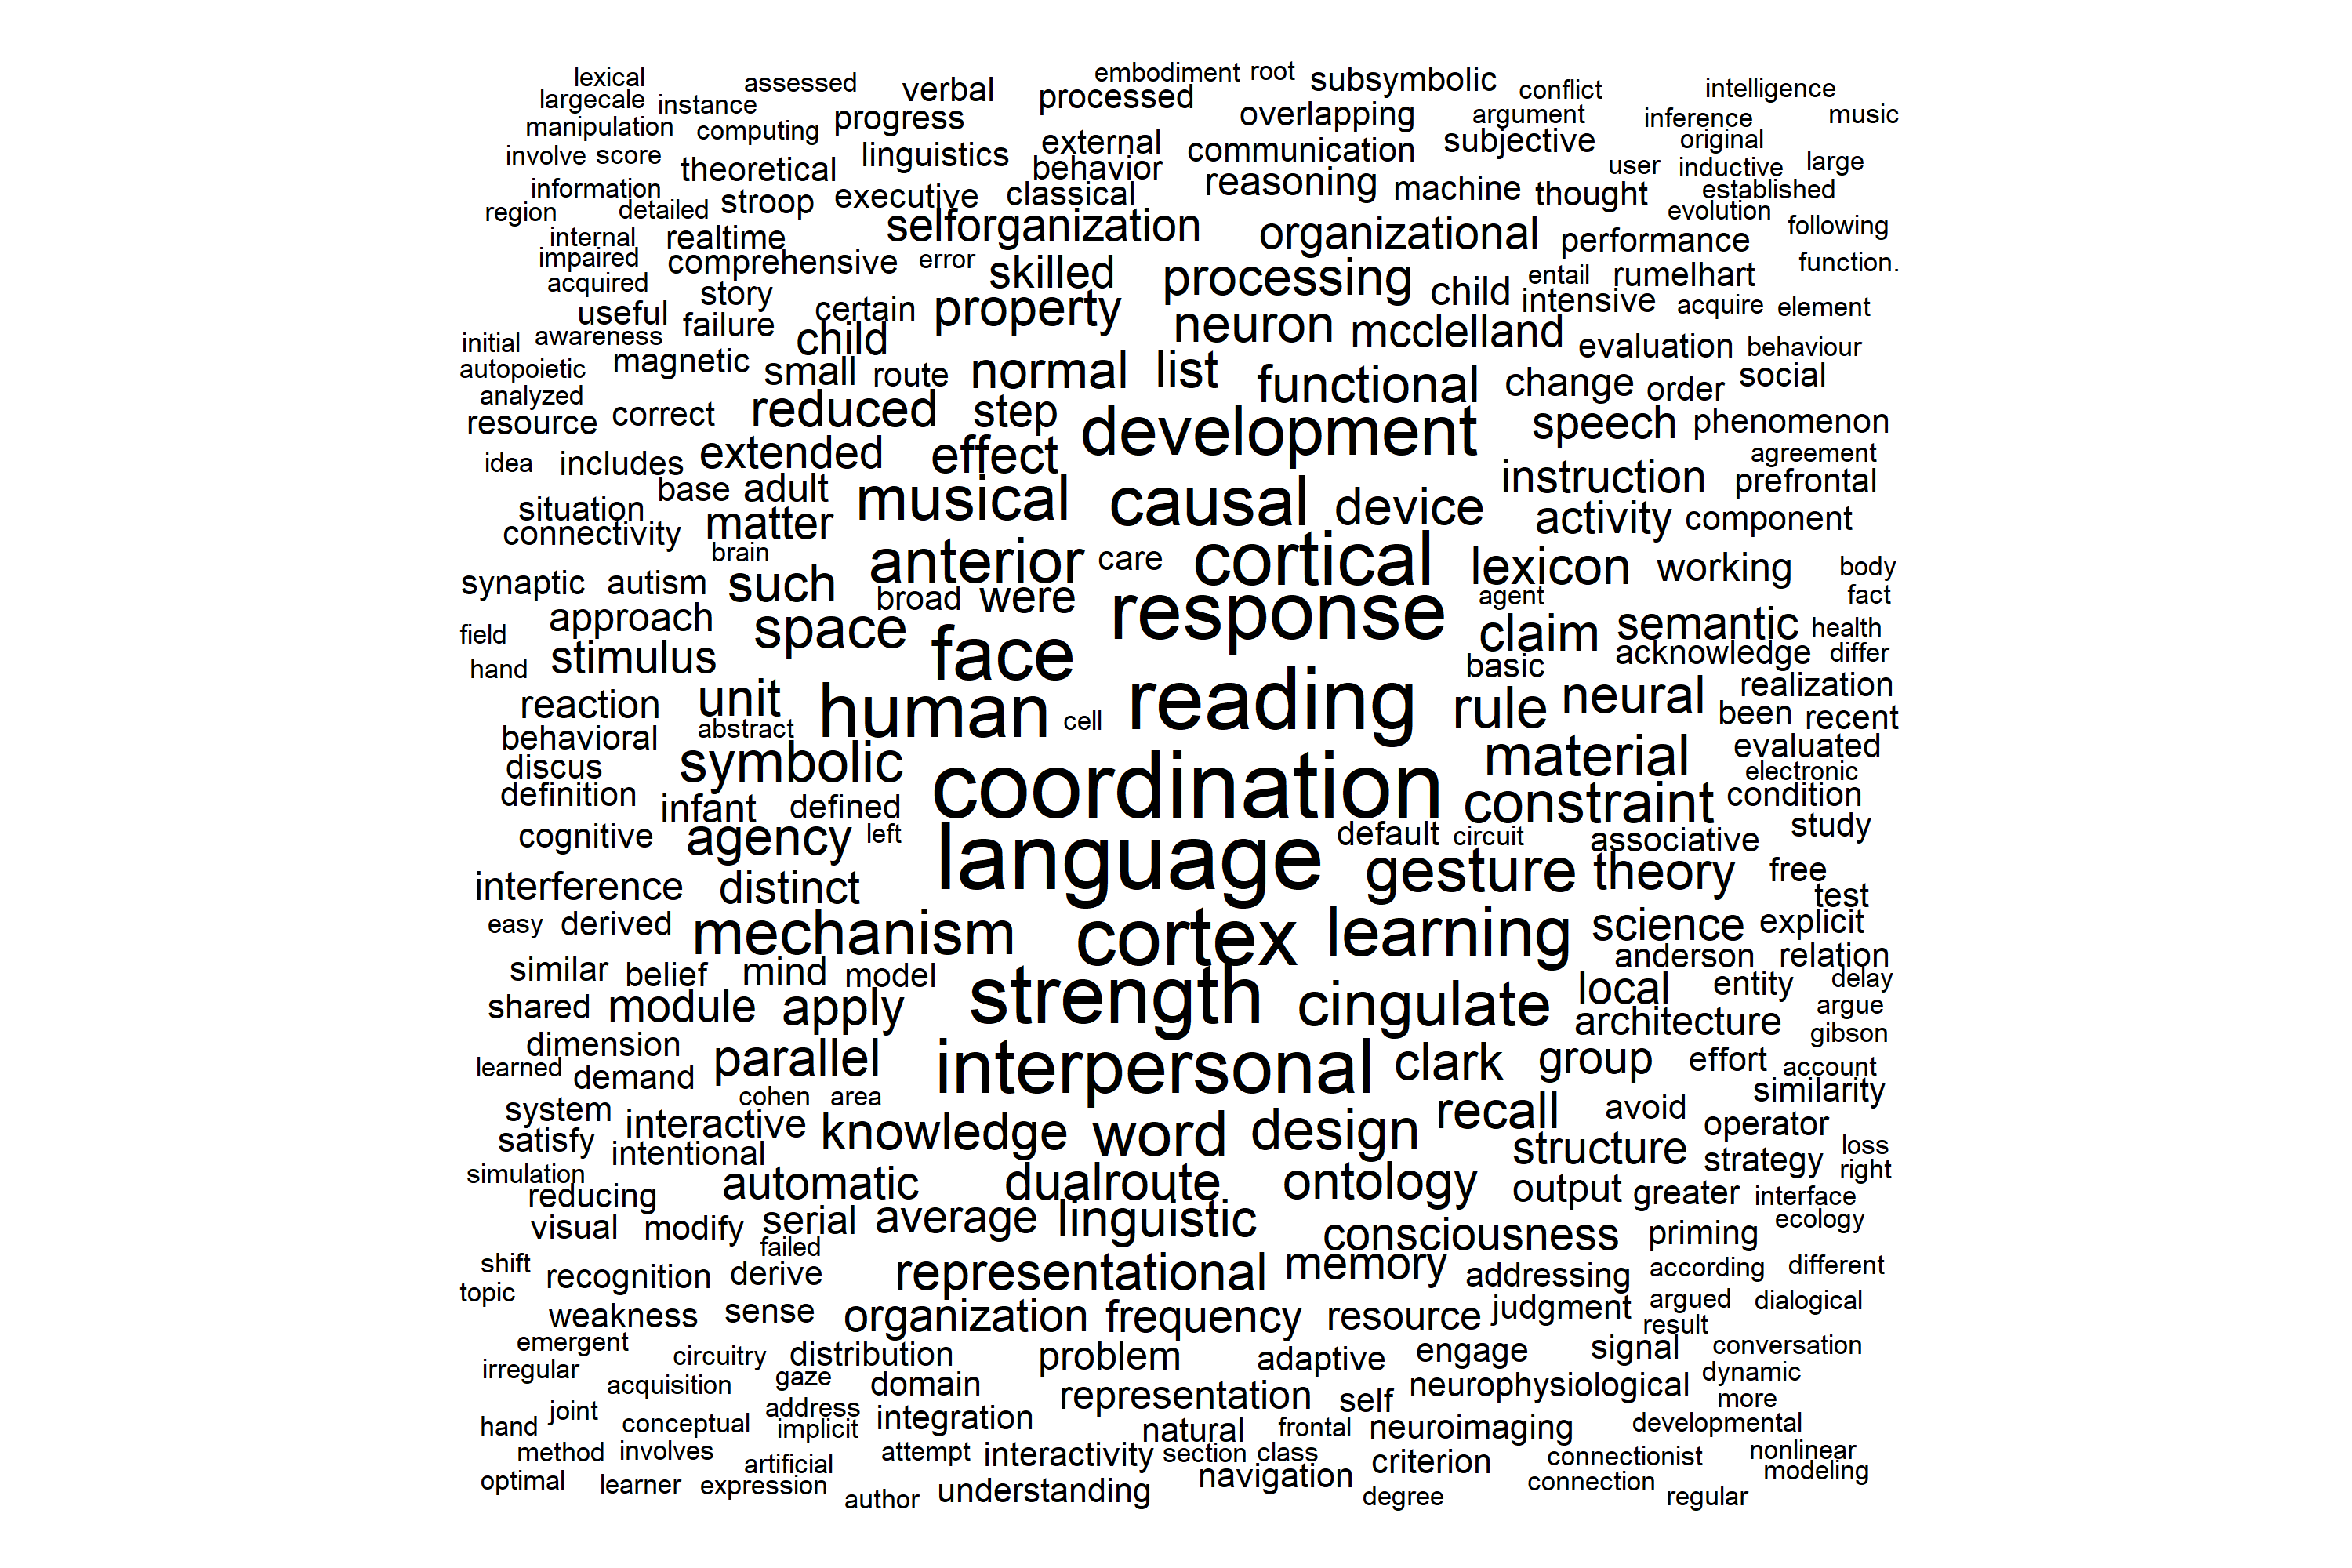 lexical assessed verbal embodiment root subsymbolic conflict intelligence
largecale instance progress processed overlapping argument inference music
manipulation computing external communication subjective original
involve score theoretical linguistics behavior user inductive large
information stroop executive classical reasoning machine thought established
region detailed selforganization organizational evolution following
internal realtime performance
impaired comprehensive error skilled processing child entail rumelhart function.
acquired story certain property intensive acquire element
useful failure child neuron mcclelland evaluation behaviour
initial awareness
autopoietic magnetic small route normal list functional change order social
analyzed
resource correct reduced step development speech phenomenon
idea includes extended effect agreement
situation base adult musical causal device instruction prefrontal
connectivity matter activity component
brain anterior care cortical lexicon working body
synaptic autism such broad were response agent fact
field approach space face claim semantic health
hand stimulus basic acknowledge differ
reaction unit human cell reading rule neural realization
behavioral abstract been recent
discus symbolic coordination material evaluated
electronic
definition infant defined constraint condition
cognitive agency left language default circuit associative study
interference distinct gesture theory free
test
easy derived mechanism cortex learning science explicit
similar belief mind model anderson relation
shared module apply strength cingulate local entity delay
architecture argue
dimension gibson
learned demand parallel interpersonal clark group effort account
cohen area similarity
system interactive knowledge word design recall avoid operator
satisfy intentional structure strategy loss
simulation automatic dualroute ontology right
reducing output greater interface
visual modify serial average linguistic consciousness priming ecology
failed
shift recognition derive representational memory addressing according different
topic
weakness sense organization frequency resource judgment argued dialogical
result
emergent circuitry distribution problem adaptive engage signal conversation
irregular acquisition gaze domain representation self neurophysiological dynamic
more
hand joint conceptual address implicit integration natural frontal neuroimaging developmental
method involves artificial attempt interactivity section class criterion connectionist nonlinear
optimal learner expression understanding navigation connection modeling
author degree regular